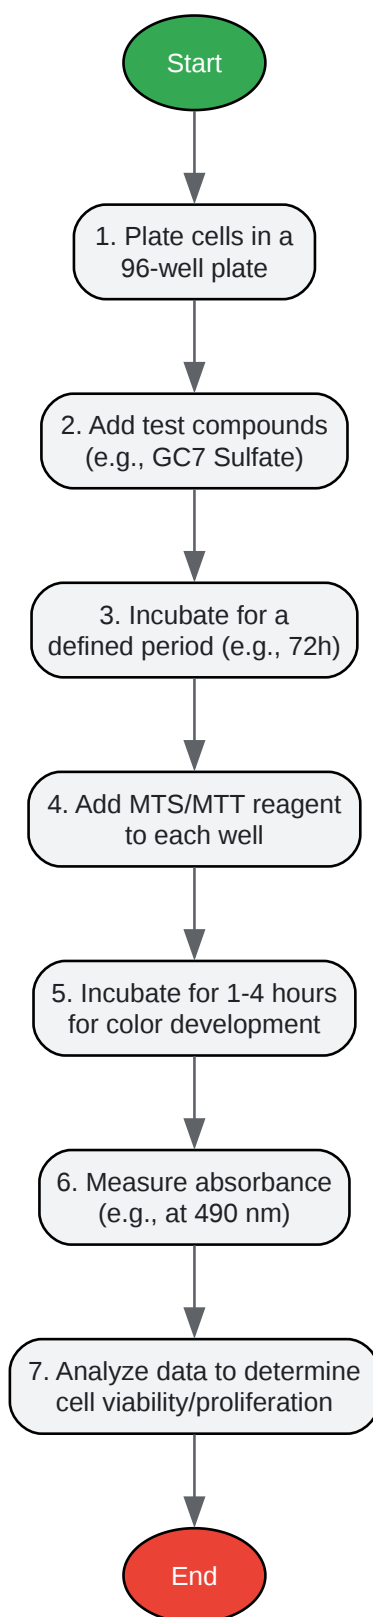 Start
1. Plate cells in a
96-well plate
2. Add test compounds
(e.g., GC7 Sulfate)
3. Incubate for a
defined period (e.g., 72h)
4. Add MTS/MTT reagent
to each well
5. Incubate for 1-4 hours
for color development
6. Measure absorbance
(e.g., at 490 nm)
7. Analyze data to determine
cell viability/proliferation
End